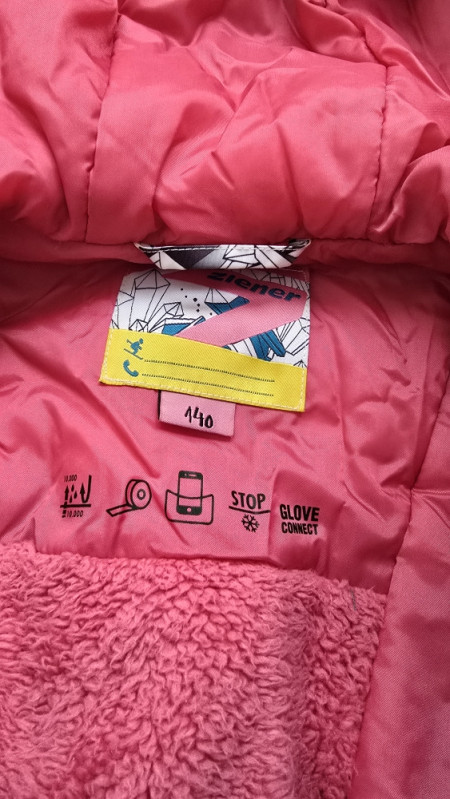 Ziener
140
10.000
10.000
STOP
GLOVE
CONNECT